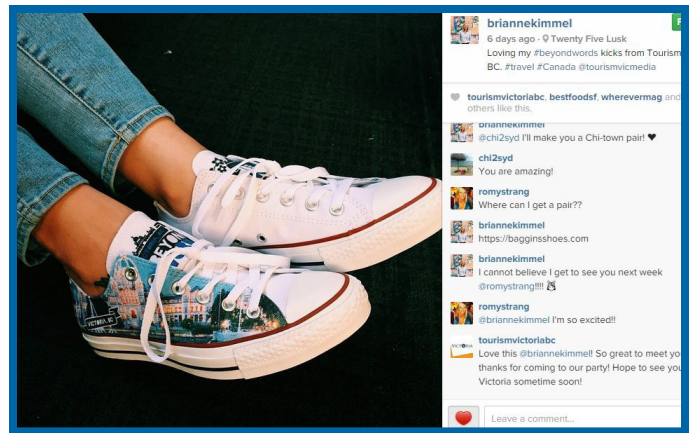 briannekimmel
6 days ago · Twenty Five Lusk
Loving my #beyondwords kicks from Tourism
BC. #travel #Canada @tourismvicmedia
tourismvictoriabc, bestfoodsf, wherevermag and
others like this.
briannekimmel
@chi2syd I'll make you a Chi-town pair! ♥
chi2syd
You are amazing!
romystrang
Where can I get a pair??
briannekimmel
https://bagginsshoes.com
briannekimmel
I cannot believe I get to see you next week
@romystrang!!!!
romystrang
@briannekimmel I'm so excited!!
tourismvictoriabc
Love this @briannekimmel! So great to meet yo
thanks for coming to our party! Hope to see you
Victoria sometime soon!
Leave a comment...
VICTORIA, BC